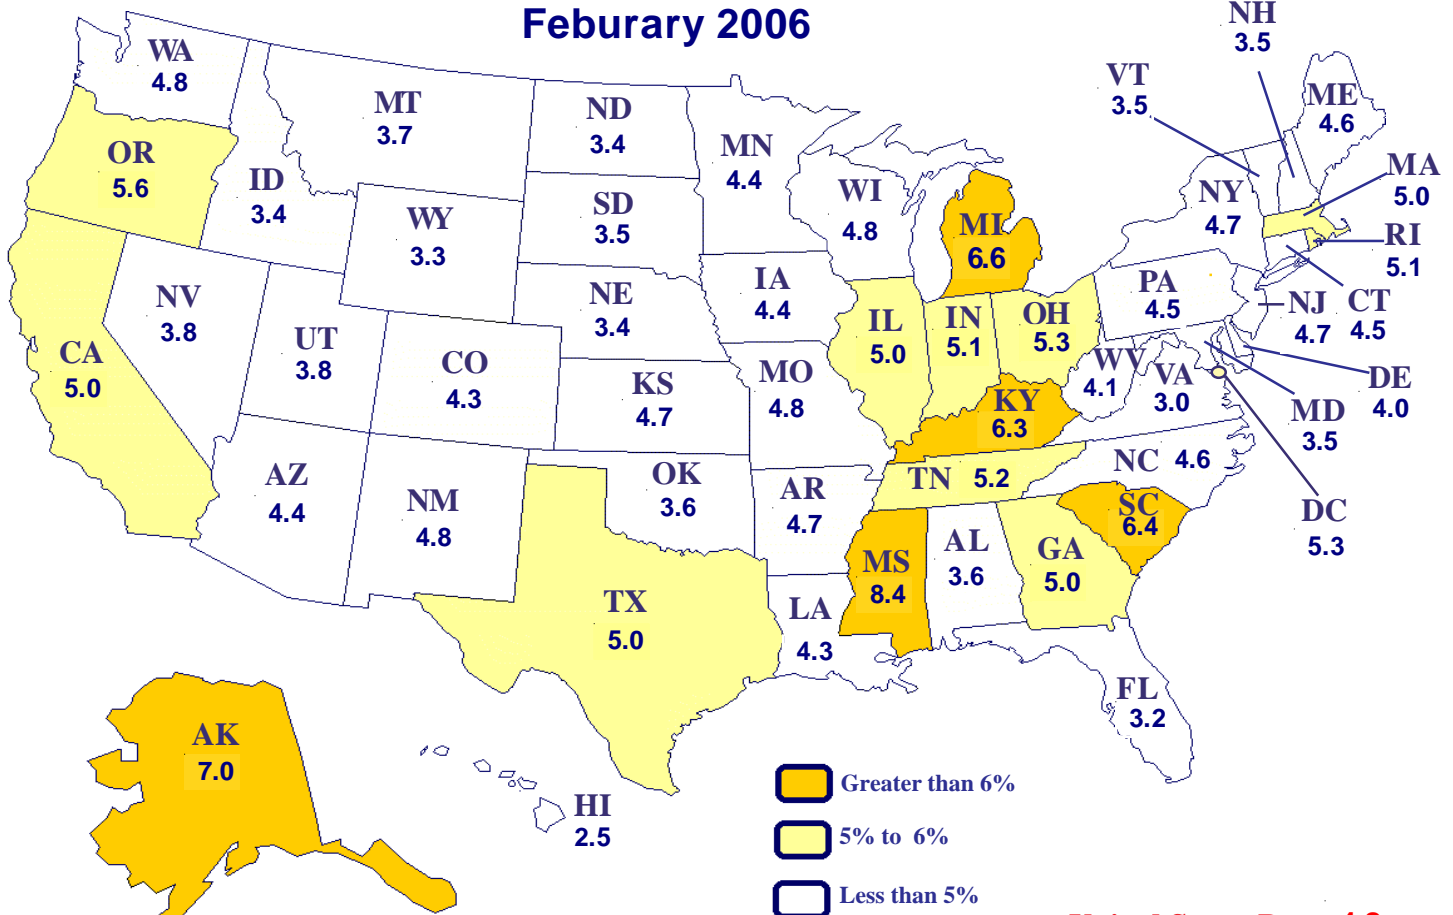 Feburary 2006
NH
3.5
WA
4.8
VT
3.5
ME
4.6
MT
3.7
ND
3.4
MN
4.4
OR
5.6
ID
3.4
WI
4.8
NY
4.7
MA
5.0
SD
3.5
WY
3.3
MI
6.6
RI
5.1
NV
3.8
NE
3.4
IA
4.4
PA
4.5
NJ
4.7
CT
4.5
UT
3.8
CA
5.0
CO
4.3
IL
5.0
IN
5.1
OH
5.3
KS
4.7
MO
4.8
WV
4.1
VA
3.0
DE
4.0
KY
6.3
MD
3.5
AZ
4.4
NM
4.8
OK
3.6
AR
4.7
TN 5.2
NC 4.6
SC
6.4
DC
5.3
MS
8.4
AL
3.6
GA
5.0
TX
5.0
LA
4.3
FL
3.2
AK
7.0
HI
2.5
Greater than 6%
5% to 6%
Less than 5%